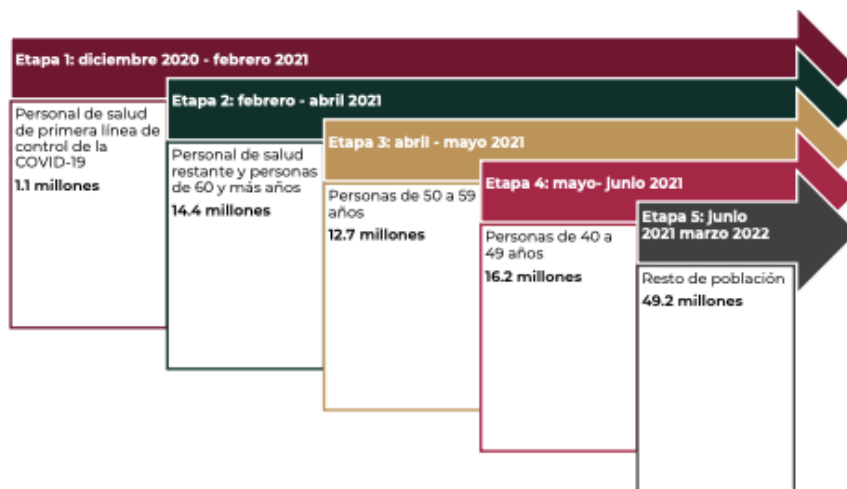 Etapa 1: diciembre 2020 - febrero 2021
Personal de salud
de primera línea de
control de la
COVID-19
1.1 millones
Etapa 2: febrero - abril 2021
Personal de salud
restante y personas
de 60 y más años
14.4 millones
Etapa 3: abril - mayo 2021
Personas de 50 a 59
años
12.7 millones
Etapa 4: mayo- junio 2021
Personas de 40 a
49 años
16.2 millones
Etapa 5: junio
2021 marzo 2022
Resto de población
49.2 millones